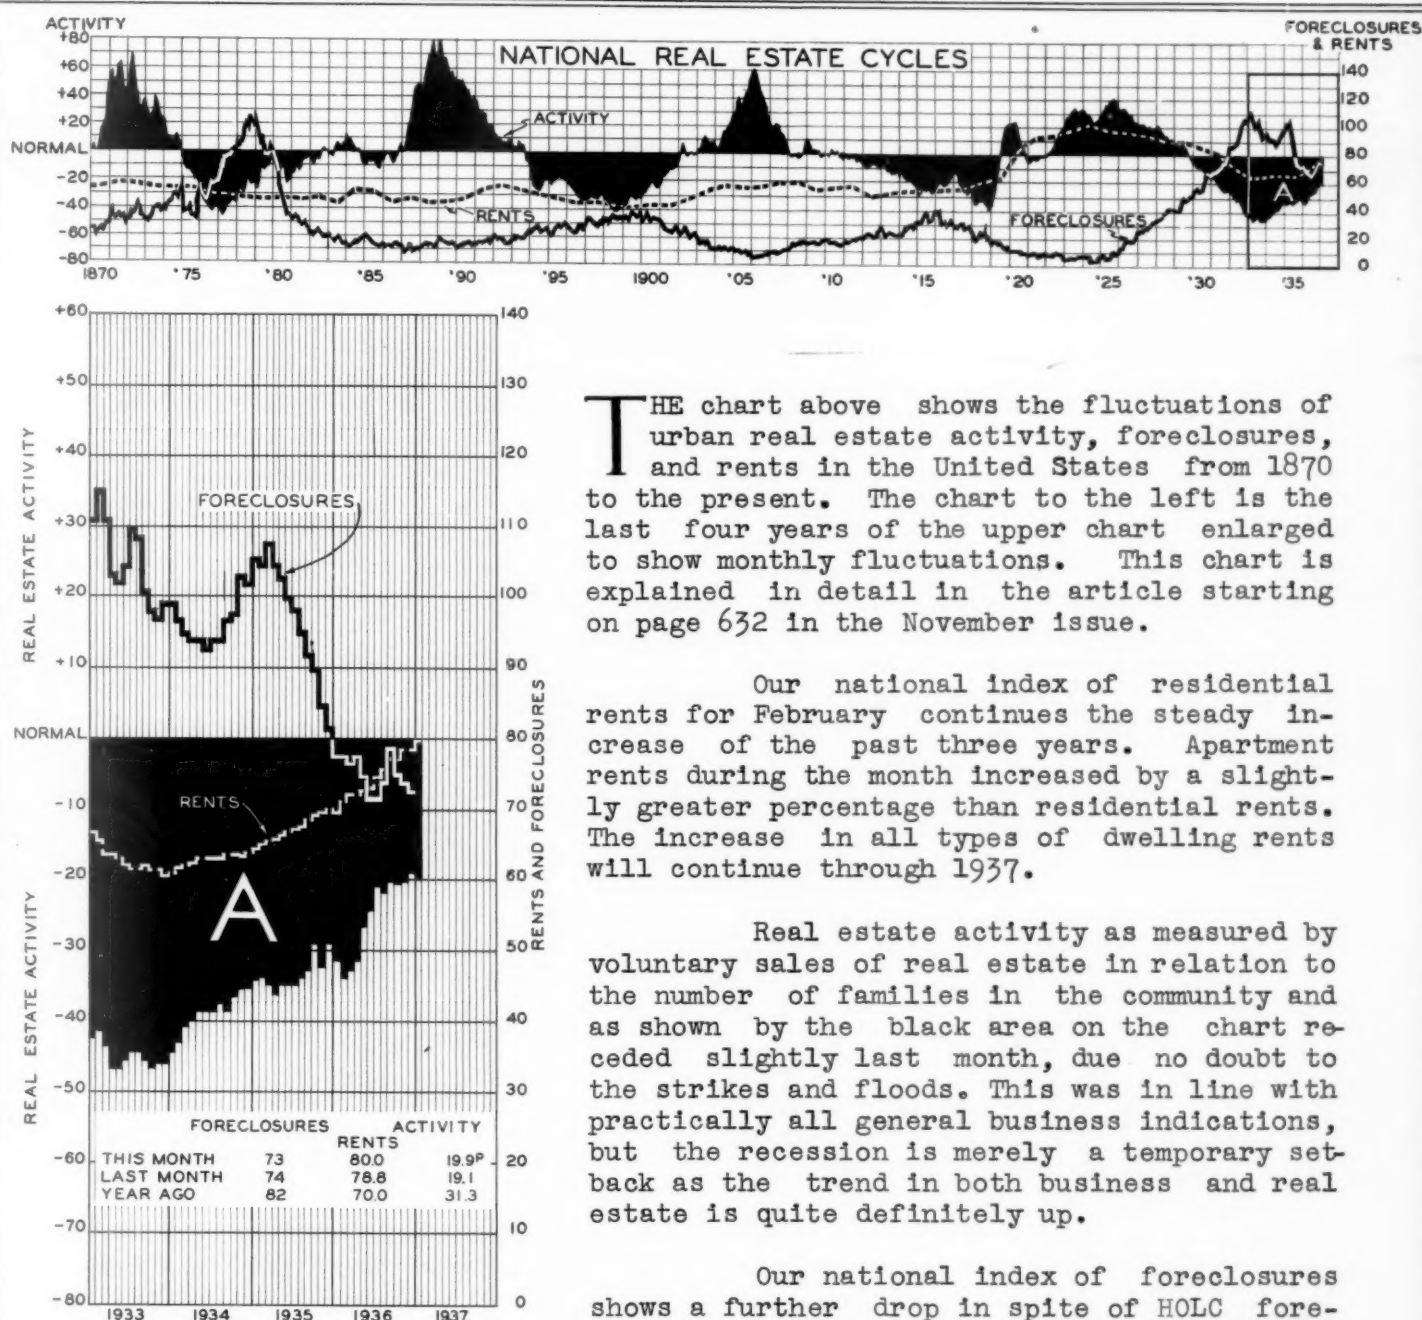 ACTIVITY
FORECLOSURES
& RENTS
NATIONAL REAL ESTATE CYCLES
+80
+60
+40
+20
NORMAL
-20
-40
-60
-80
140
120
100
80
60
40
20
0
ACTIVITY
RENTS
FORECLOSURES
A
1870 '75 '80 '85 '90 '95 1900 '05 '10 '15 '20 '25 '30 '35
+60
+50
+40
+30
+20
+10
NORMAL
-10
-20
-30
-40
-50
-60
-70
-80
REAL ESTATE ACTIVITY
REAL ESTATE ACTIVITY
140
130
120
110
100
90
80
70
60
50
40
30
20
10
0
RENTS AND FORECLOSURES
FORECLOSURES
RENTS
A
FORECLOSURES RENTS ACTIVITY
THIS MONTH 73 80.0 19.9P
LAST MONTH 74 78.8 19.1
YEAR AGO 82 70.0 31.3
1933 1934 1935 1936 1937
THE chart above shows the fluctuations of
urban real estate activity, foreclosures,
and rents in the United States from 1870
to the present. The chart to the left is the
last four years of the upper chart enlarged
to show monthly fluctuations. This chart is
explained in detail in the article starting
on page 632 in the November issue.
Our national index of residential
rents for February continues the steady in-
crease of the past three years. Apartment
rents during the month increased by a slight-
ly greater percentage than residential rents.
The increase in all types of dwelling rents
will continue through 1937.
Real estate activity as measured by
voluntary sales of real estate in relation to
the number of families in the community and
as shown by the black area on the chart re-
ceded slightly last month, due no doubt to
the strikes and floods. This was in line with
practically all general business indications,
but the recession is merely a temporary set-
back as the trend in both business and real
estate is quite definitely up.
Our national index of foreclosures
shows a further drop in spite of HOLC fore-